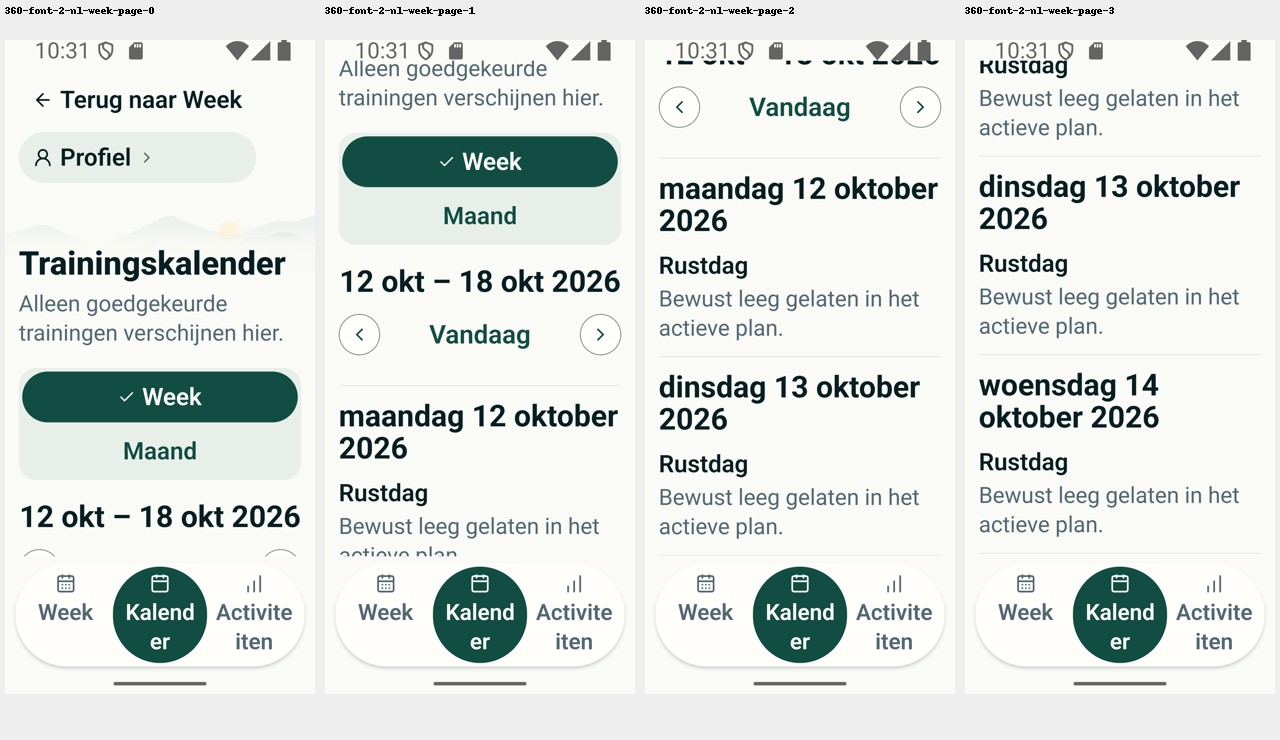 360-font-2-nl-week-page-0
10:31
Terug naar Week
Profiel
Trainingskalender
Alleen goedgekeurde
trainingen verschijnen hier.
Week
Maand
12 okt – 18 okt 2026
Week
Kalend
er
Activite
iten
360-font-2-nl-week-page-1
10:31
Alleen goedgekeurde
trainingen verschijnen hier.
Week
Maand
12 okt – 18 okt 2026
Vandaag
maandag 12 oktober
2026
Rustdag
Bewust leeg gelaten in het
actieve plan.
Week
Kalend
er
Activite
iten
360-font-2-nl-week-page-2
10:31
12 okt – 18 okt 2026
Vandaag
maandag 12 oktober
2026
Rustdag
Bewust leeg gelaten in het
actieve plan.
dinsdag 13 oktober
2026
Rustdag
Bewust leeg gelaten in het
actieve plan.
Week
Kalend
er
Activite
iten
360-font-2-nl-week-page-3
10:31
Rustdag
Bewust leeg gelaten in het
actieve plan.
dinsdag 13 oktober
2026
Rustdag
Bewust leeg gelaten in het
actieve plan.
woensdag 14
oktober 2026
Rustdag
Bewust leeg gelaten in het
actieve plan.
Week
Kalend
er
Activite
iten